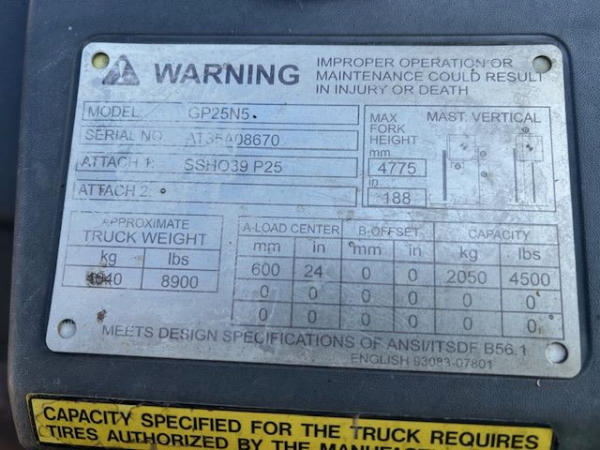 WARNING
IMPROPER OPERATION OR
MAINTENANCE COULD RESULT
IN INJURY OR DEATH
MODEL: GP25N5
SERIAL NO. AT35A08670
ATTACH 1: SSHO39 P25
ATTACH 2:
MAX
FORK
HEIGHT
mm
4775
in
188
MAST. VERTICAL
APPROXIMATE
TRUCK WEIGHT
kg lbs
4040 8900
A-LOAD CENTER B-OFFSET CAPACITY
mm in mm in kg lbs
600 24 0 0 2050 4500
0 0 0 0 0 0
0 0 0 0 0 0
MEETS DESIGN SPECIFICATIONS OF ANSI/ITSDF B56.1
ENGLISH 93083-07801
CAPACITY SPECIFIED FOR THE TRUCK REQUIRES
TIRES AUTHORIZED BY THE